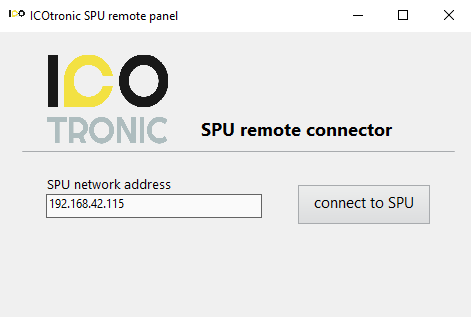 ICO ICOtronic SPU remote panel
ICO
TRONIC
SPU remote connector
SPU network address
192.168.42.115
connect to SPU